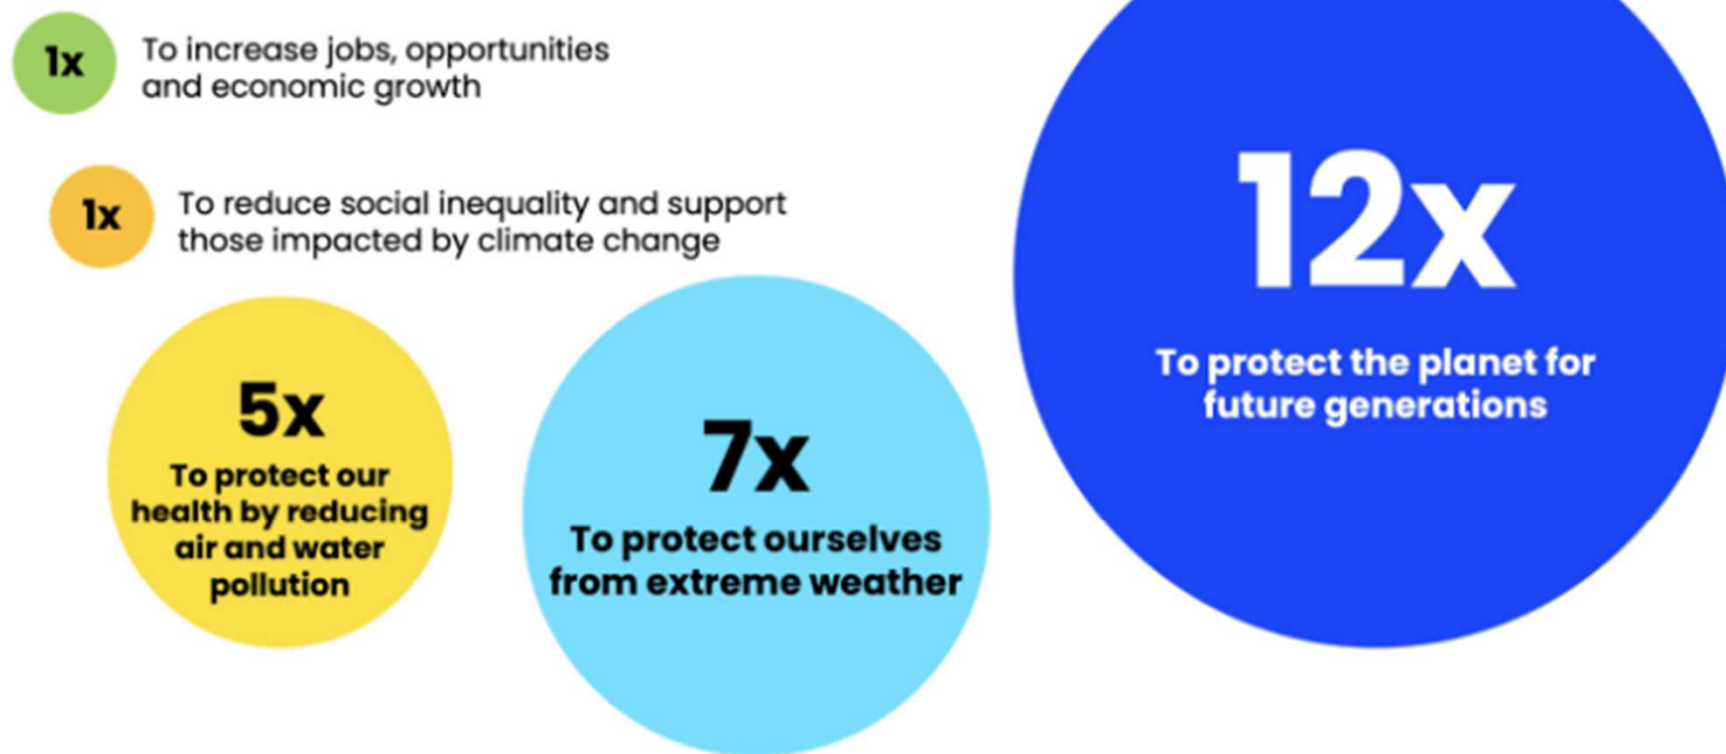 1x
To increase jobs, opportunities
and economic growth
1x
To reduce social inequality and support
those impacted by climate change
5x
To protect our
health by reducing
air and water
pollution
7x
To protect ourselves
from extreme weather
12x
To protect the planet for
future generations